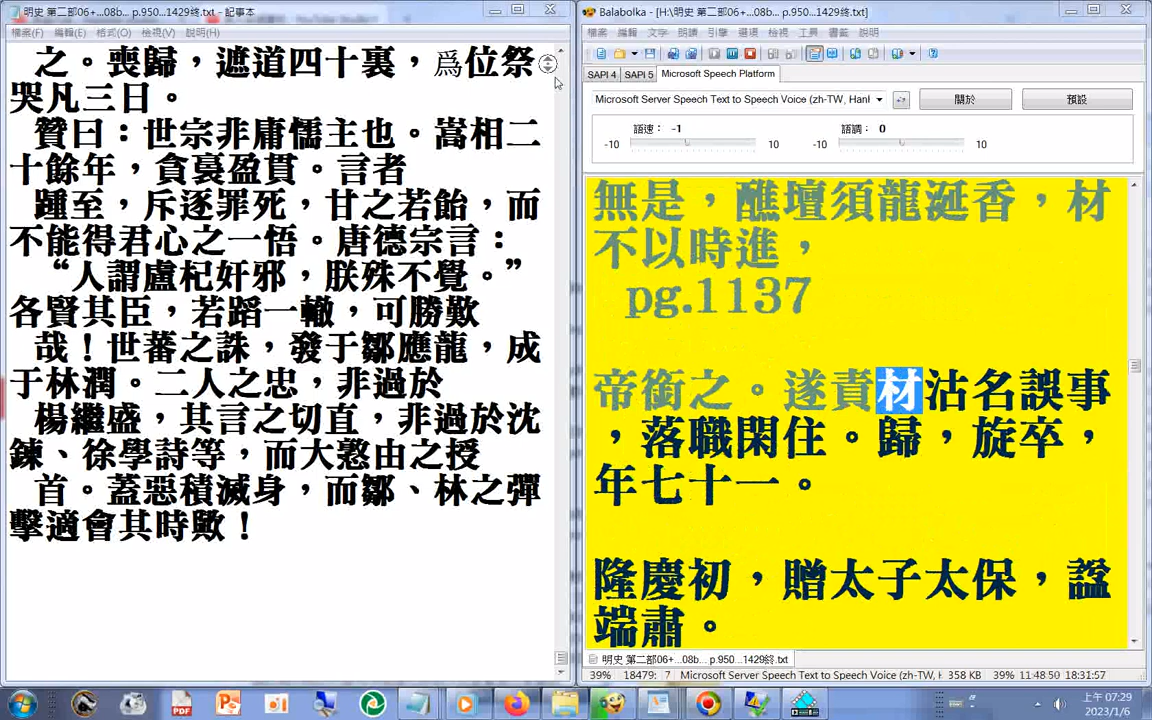 明史 第二部06+...08b... p.950...1429終.txt - 記事本
檔案(F) 編輯(E) 格式(O) 檢視(V) 說明(H)
之。喪歸，遮道四十裏，爲位祭
哭凡三日。
贊曰：世宗非庸懦主也。嵩相二
十餘年，貪裛盈貫。言者
踵至，斥逐罪死，甘之若飴，而
不能得君心之一悟。唐德宗言：
“人謂盧杞奸邪，朕殊不覺。”
各賢其臣，若蹈一轍，可勝歎
哉！世蕃之誅，發于鄒應龍，成
于林潤。二人之忠，非過於
楊繼盛，其言之切直，非過於沈
鍊、徐學詩等，而大憝由之授
首。蓋惡積滅身，而鄒、林之彈
擊適會其時歟！
Balabolka - [H:\明史 第二部06+...08b... p.950...1429終.txt]
檔案 編輯 文字 朗讀 引擎 選項 檢視 工具 書籤 說明
SAPI 4 SAPI 5 Microsoft Speech Platform
Microsoft Server Speech Text to Speech Voice (zh-TW, Hanl 關於 預設
語速： -1 語調： 0
-10 10 -10 10
無是，醮壇須龍涎香，材
不以時進，
pg.1137
帝銜之。遂責材沽名誤事
，落職閑住。歸，旋卒，
年七十一。
隆慶初，贈太子太保，諡
端肅。
明史 第二部06+...08b... p.950...1429終.txt
39% 18479: 7 Microsoft Server Speech Text to Speech Voice (zh-TW, H 358 KB 39% 11:48:50 18:31:57
上午 07:29
2023/1/6